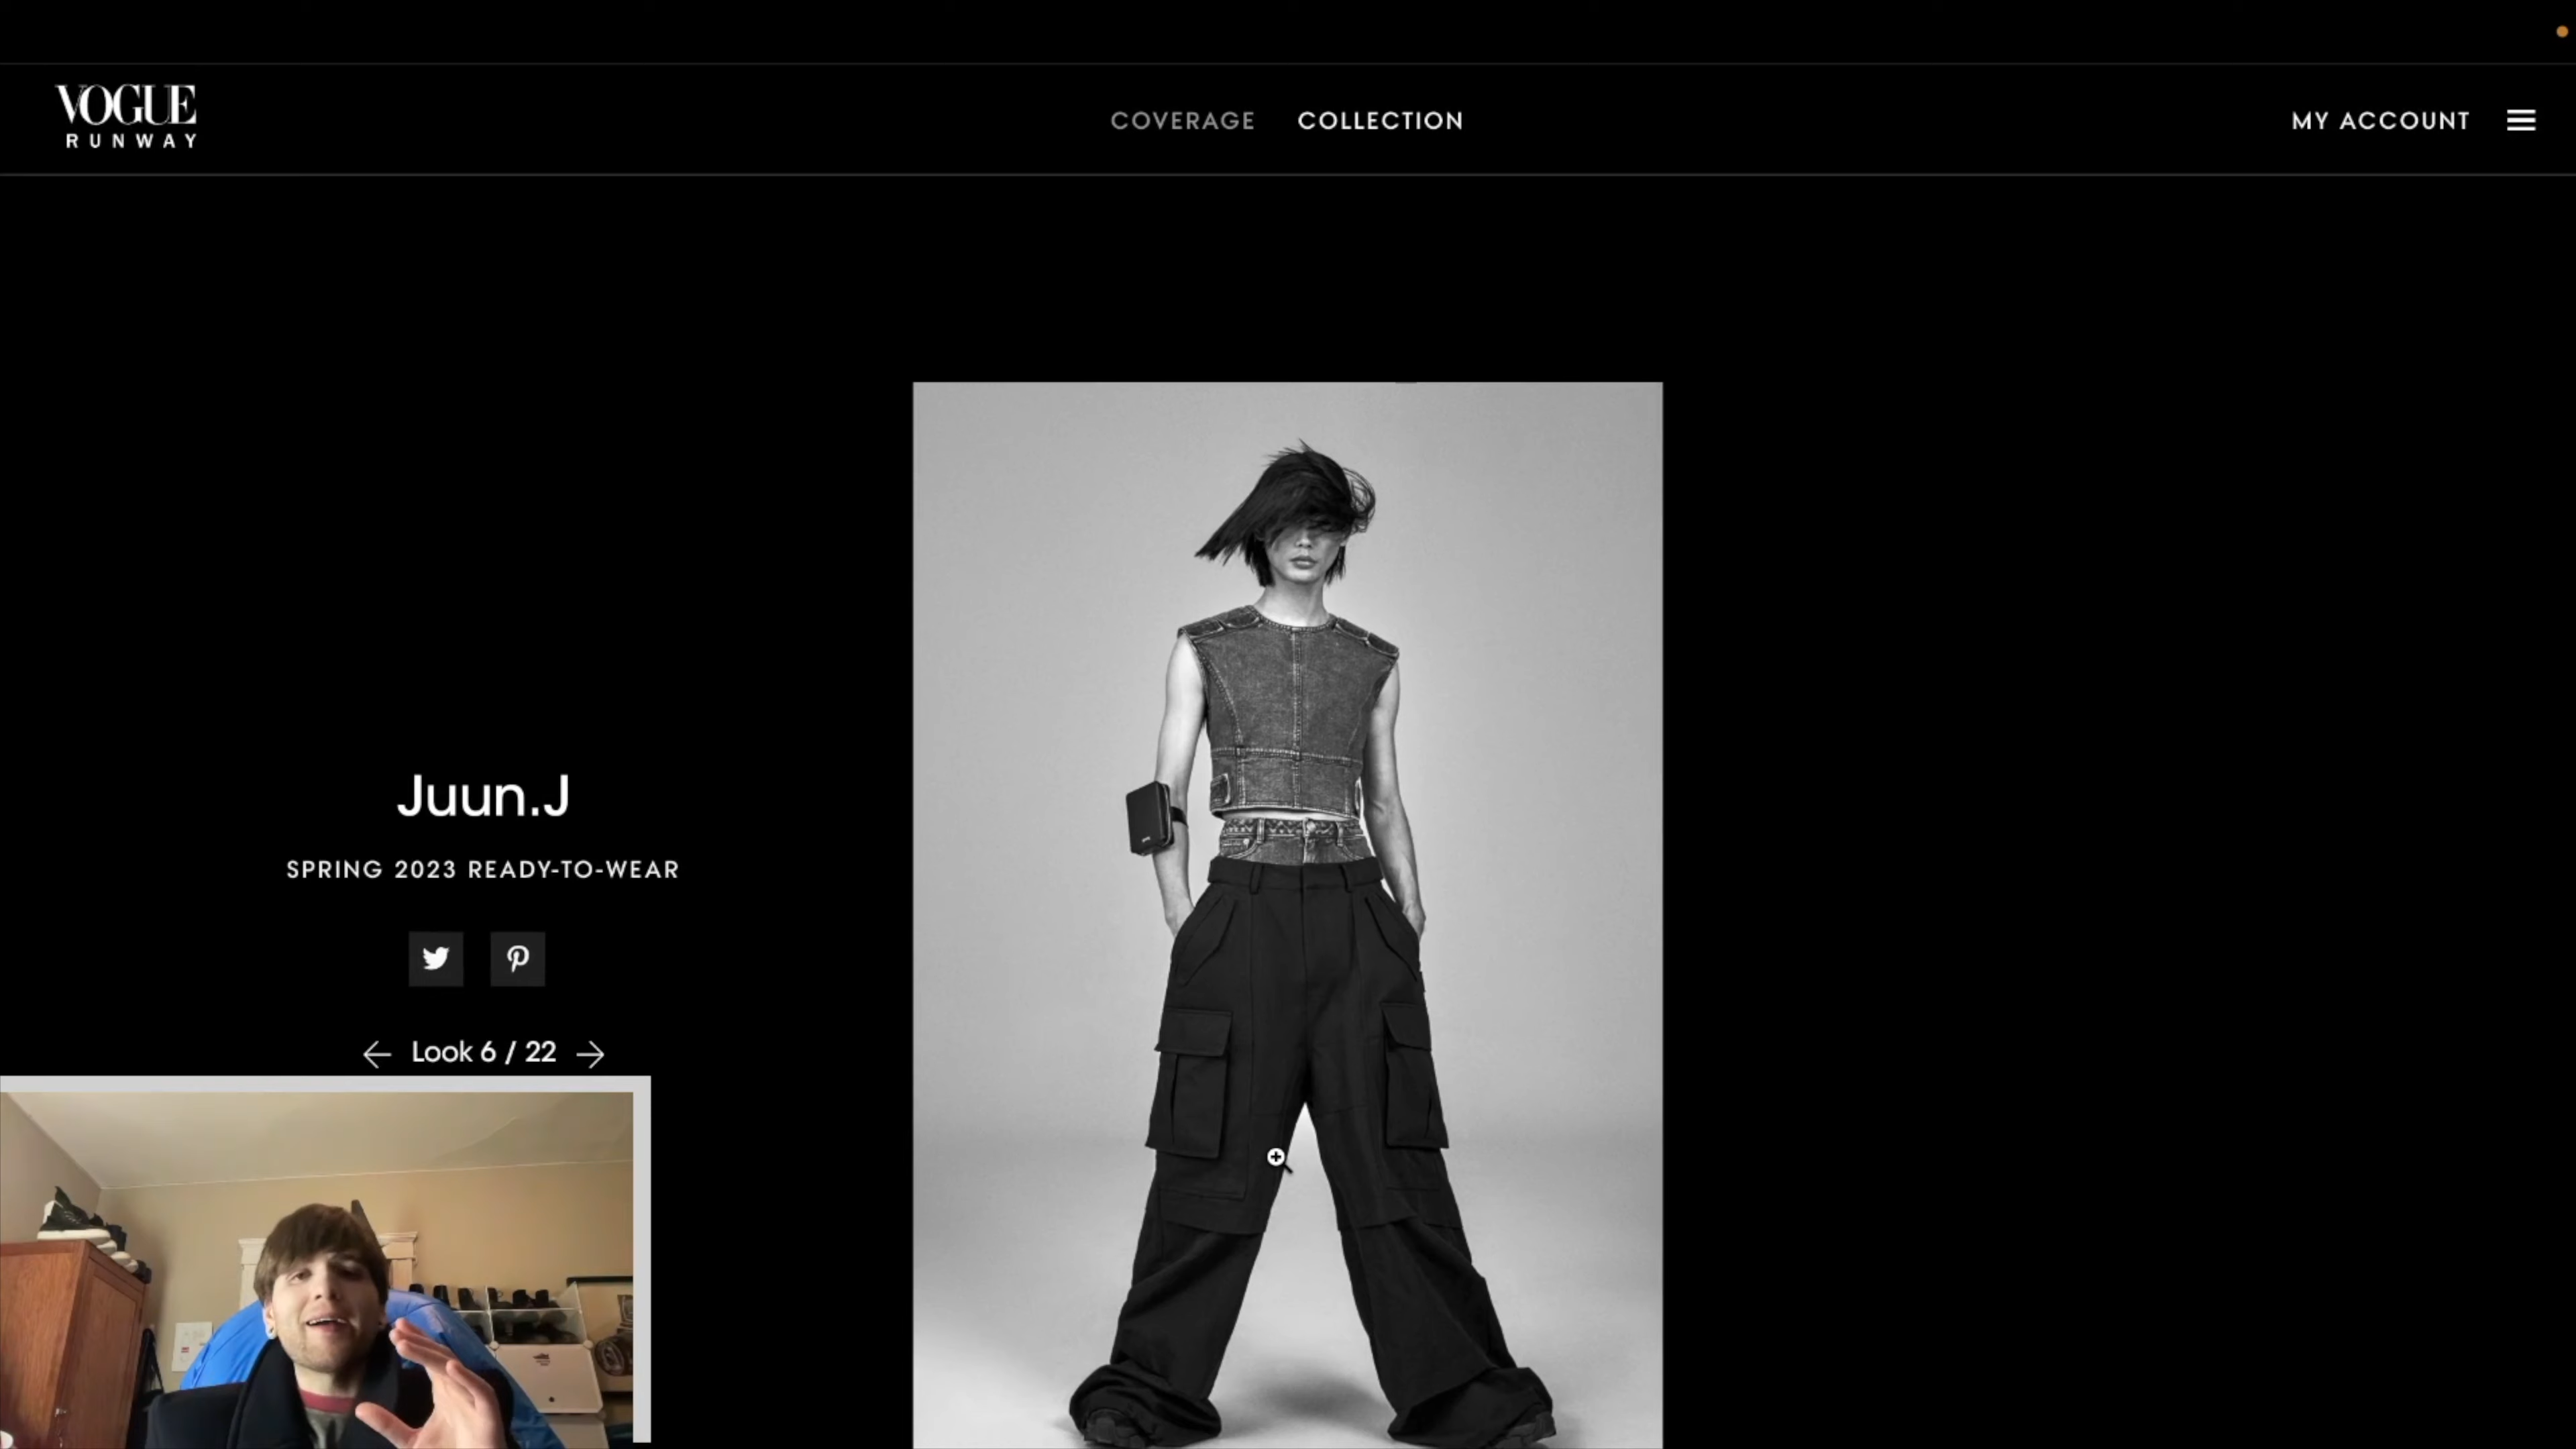 VOGUE
RUNWAY
COVERAGE COLLECTION
MY ACCOUNT
Juun.J
SPRING 2023 READY-TO-WEAR
Look 6 / 22